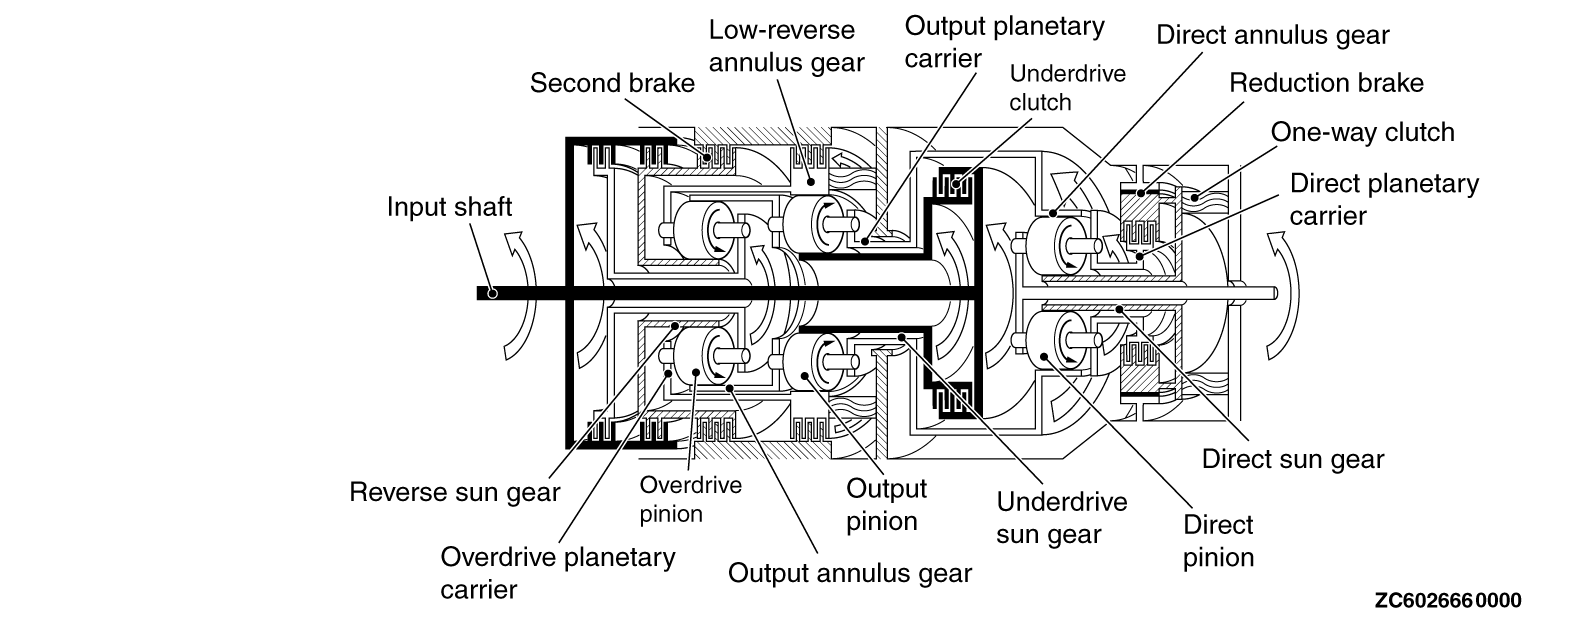 Low-reverse
annulus gear
Output planetary
carrier
Direct annulus gear
Second brake
Underdrive
clutch
Reduction brake
One-way clutch
Direct planetary
carrier
Input shaft
Reverse sun gear
Overdrive
pinion
Output
pinion
Underdrive
sun gear
Direct sun gear
Direct
pinion
Overdrive planetary
carrier
Output annulus gear
ZC6026660000